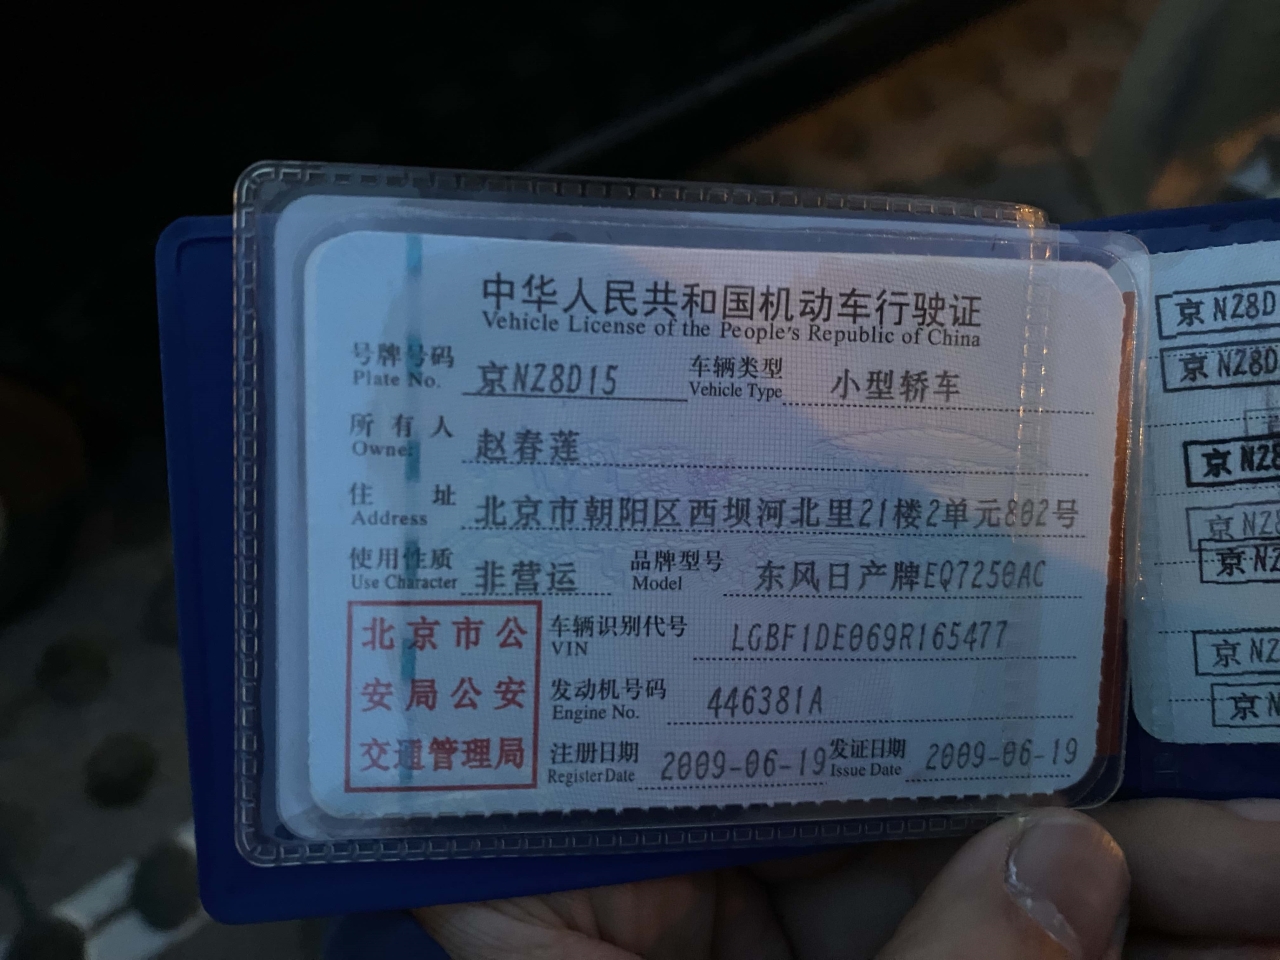 中华人民共和国机动车行驶证
Vehicle License of the People's Republic of China
号牌号码 京NZ8D15 车辆类型 小型轿车
Plate No. Vehicle Type
所有人 赵春莲
Owner
住址 北京市朝阳区西坝河北里21楼2单元802号
Address
使用性质 非营运 品牌型号 东风日产牌EQ7250AC
Use Character Model
车辆识别代号 LGBF1DE069R165477
VIN
发动机号码 446381A
Engine No.
注册日期 2009-06-19 发证日期 2009-06-19
Register Date Issue Date
北京市公
安局公安
交通管理局
京NZ8D
京NZ8D
京NZ8
京NZ
京NZ
京NZ
京N